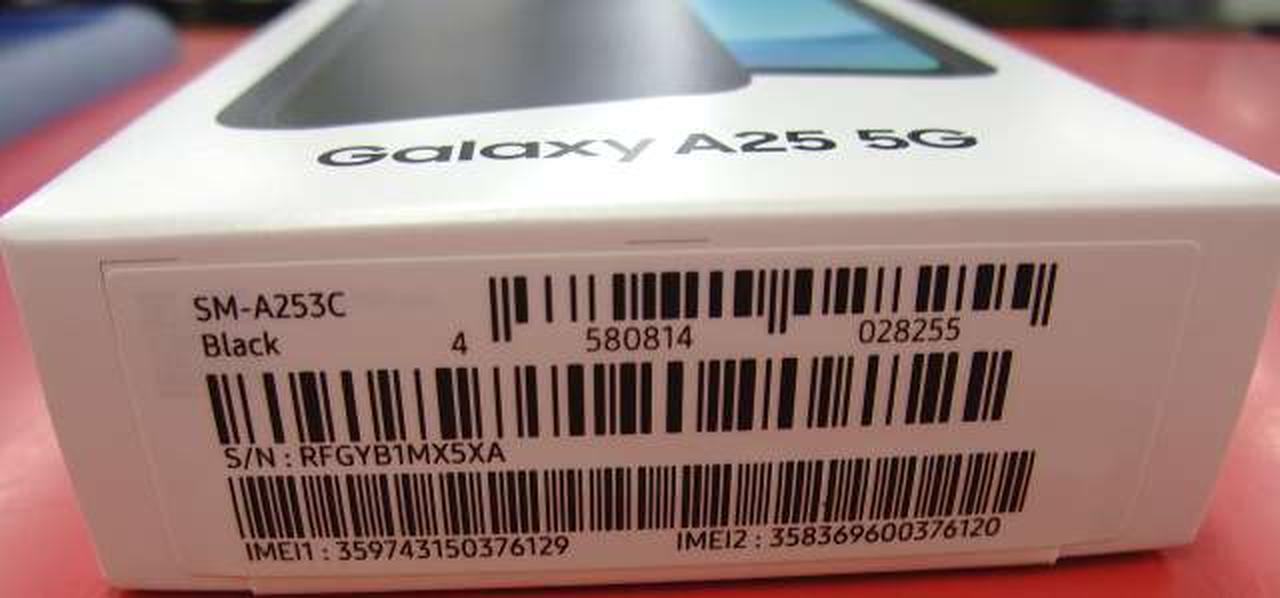 Galaxy A25 5G
SM-A253C
Black
4 580814 028255
S/N : RFGYB1MX5XA
IMEI1 : 359743150376129 IMEI2 : 358369600376120